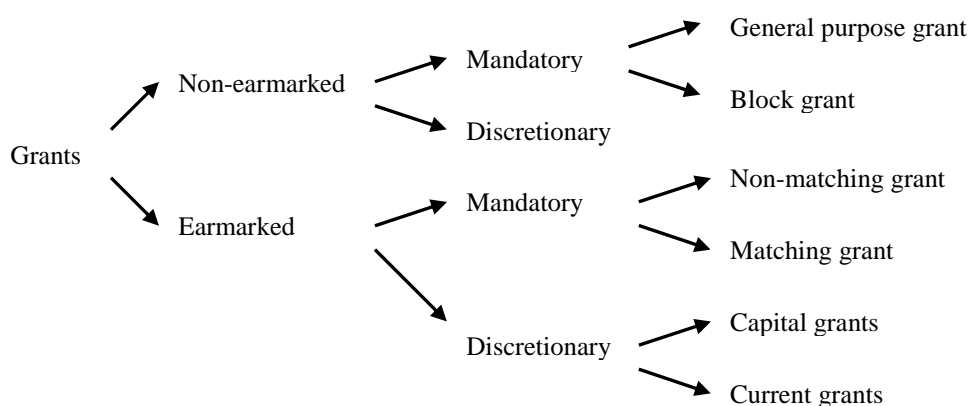 General purpose grant
Mandatory
Non-earmarked
Block grant
Discretionary
Grants
Non-matching grant
Mandatory
Earmarked
Matching grant
Capital grants
Discretionary
Current grants